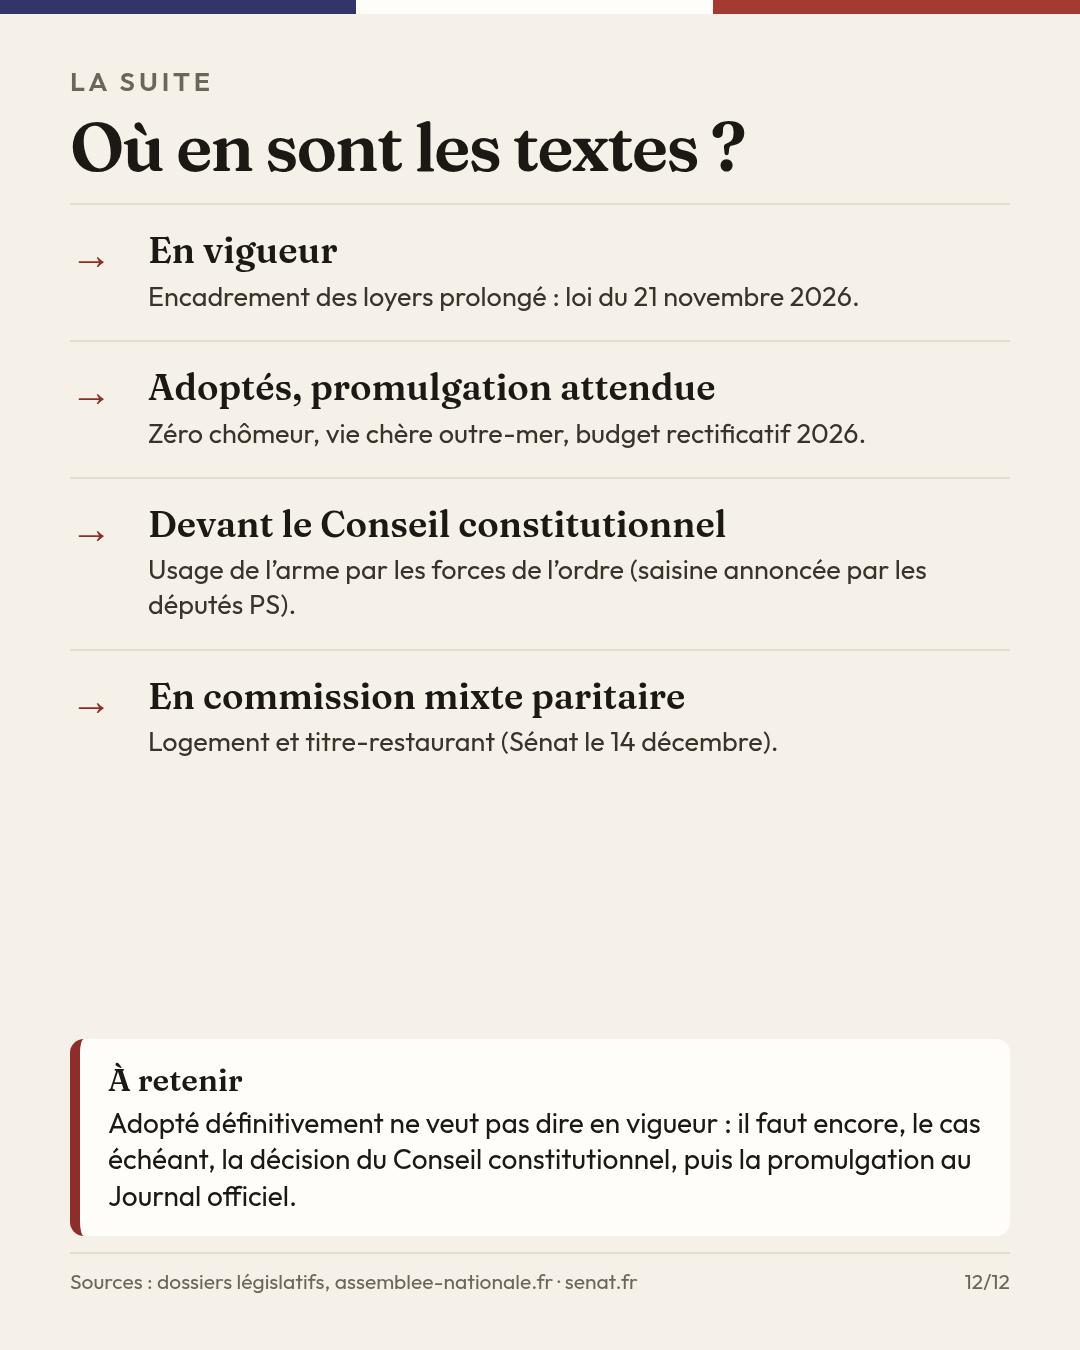 LA SUITE
Où en sont les textes ?
→ En vigueur
Encadrement des loyers prolongé : loi du 21 novembre 2026.
→ Adoptés, promulgation attendue
Zéro chômeur, vie chère outre-mer, budget rectificatif 2026.
→ Devant le Conseil constitutionnel
Usage de l’arme par les forces de l’ordre (saisine annoncée par les
députés PS).
→ En commission mixte paritaire
Logement et titre-restaurant (Sénat le 14 décembre).
À retenir
Adopté définitivement ne veut pas dire en vigueur : il faut encore, le cas
échéant, la décision du Conseil constitutionnel, puis la promulgation au
Journal officiel.
Sources : dossiers législatifs, assemblee-nationale.fr · senat.fr
12/12